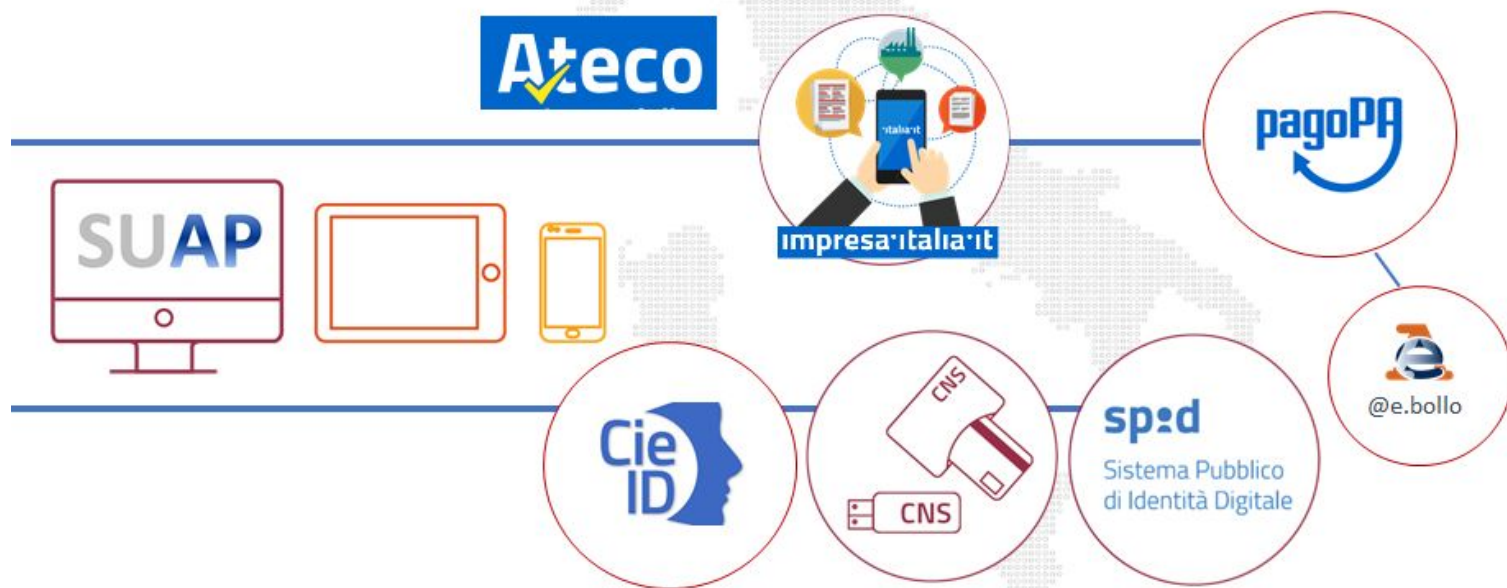 Ateco
italia.it
impresa.italia.it
pagoPA
SUAP
@e.bollo
Cie
ID
CNS
CNS
spid
Sistema Pubblico
di Identità Digitale